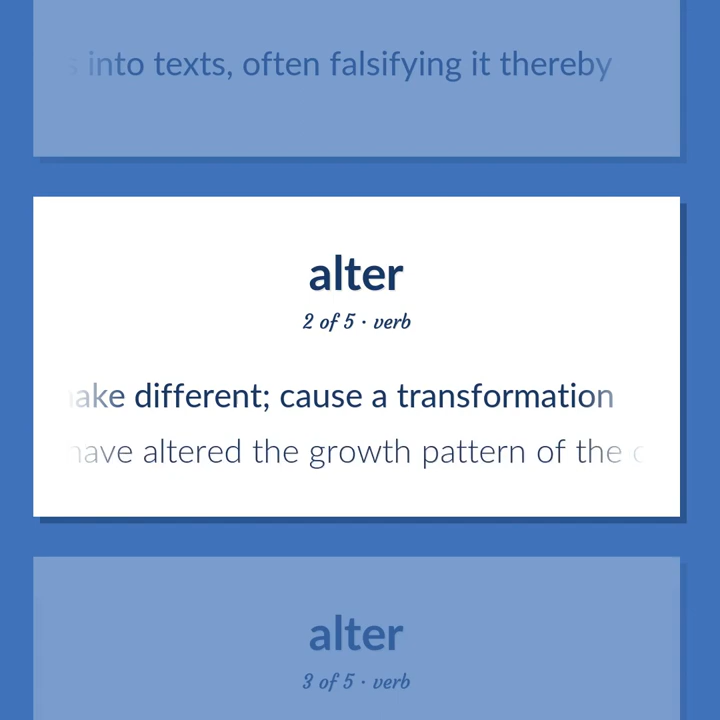 into texts, often falsifying it thereby
alter
2 of 5 · verb
different; cause a transformation
altered the growth pattern of the
alter
3 of 5 · verb